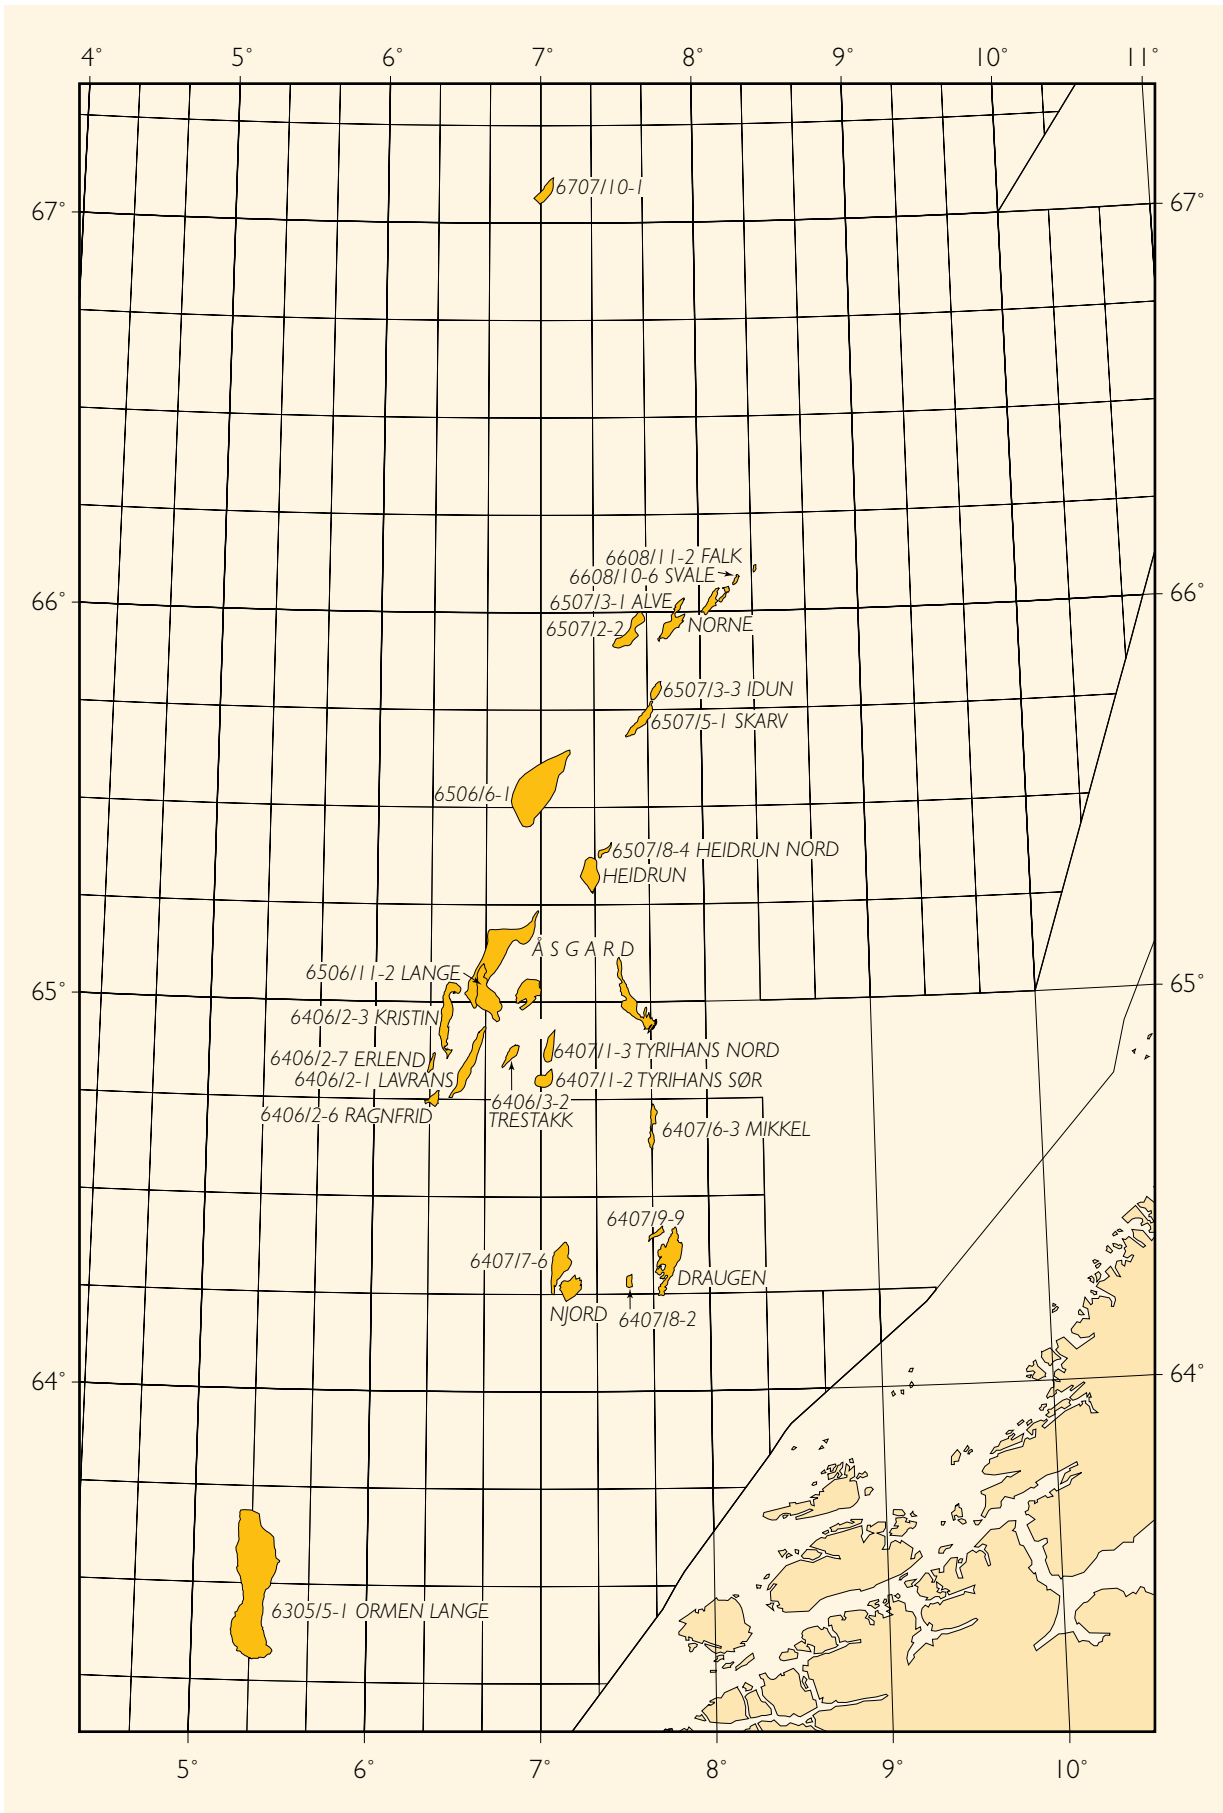 4° 5° 6° 7° 8° 9° 10° 11°
6707/10-1
67° 67°
6608/11-2 FALK
6608/10-6 SVALE
66° 66°
6507/3-1 ALVE
6507/2-2
NORNE
6507/3-3 IDUN
6507/5-1 SKARV
6506/6-1
6507/8-4 HEIDRUN NORD
HEIDRUN
ÅSGARD
6506/11-2 LANGE
65° 65°
6406/2-3 KRISTIN
6407/1-3 TYRIHANS NORD
6406/2-7 ERLEND
6406/2-1 LAVRANS
6407/1-2 TYRIHANS SØR
6406/3-2
TRESTAKK
6406/2-6 RAGNFRID
6407/6-3 MIKKEL
6407/9-9
6407/7-6
DRAUGEN
NJORD
6407/8-2
64° 64°
6305/5-1 ORMEN LANGE
5° 6° 7° 8° 9° 10°